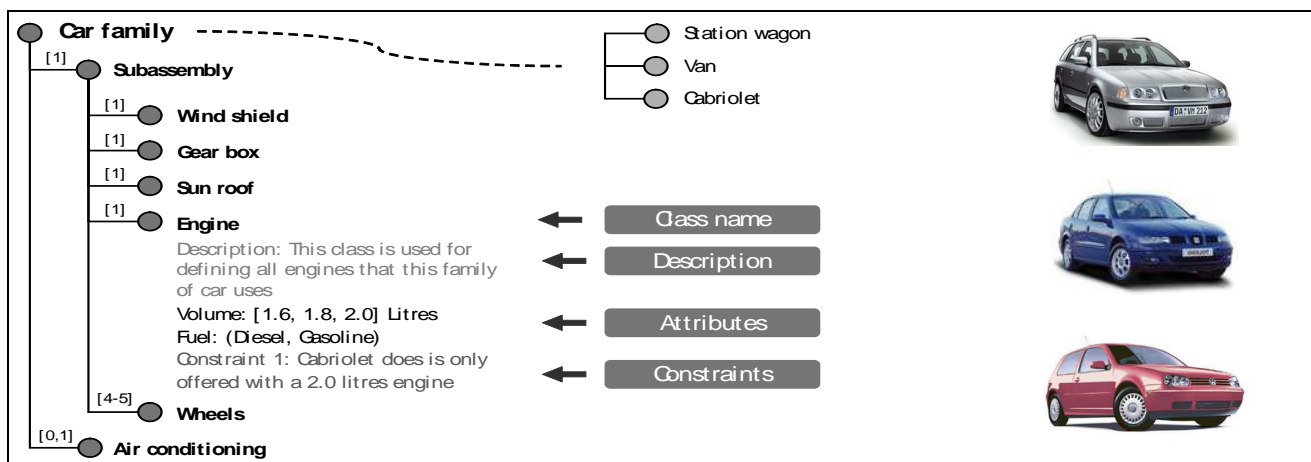 Car family
[1]
Subassembly
[1]
Wind shield
[1]
Gear box
[1]
Sun roof
[1]
Engine
Description: This class is used for
defining all engines that this family
of car uses
Volume: [1.6, 1.8, 2.0] Litres
Fuel: (Diesel, Gasoline)
Constraint 1: Cabriolet does is only
offered with a 2.0 litres engine
[4-5]
Wheels
[0,1]
Air conditioning
Station wagon
Van
Cabriolet
Class name
Description
Attributes
Constraints
DA·VM 212